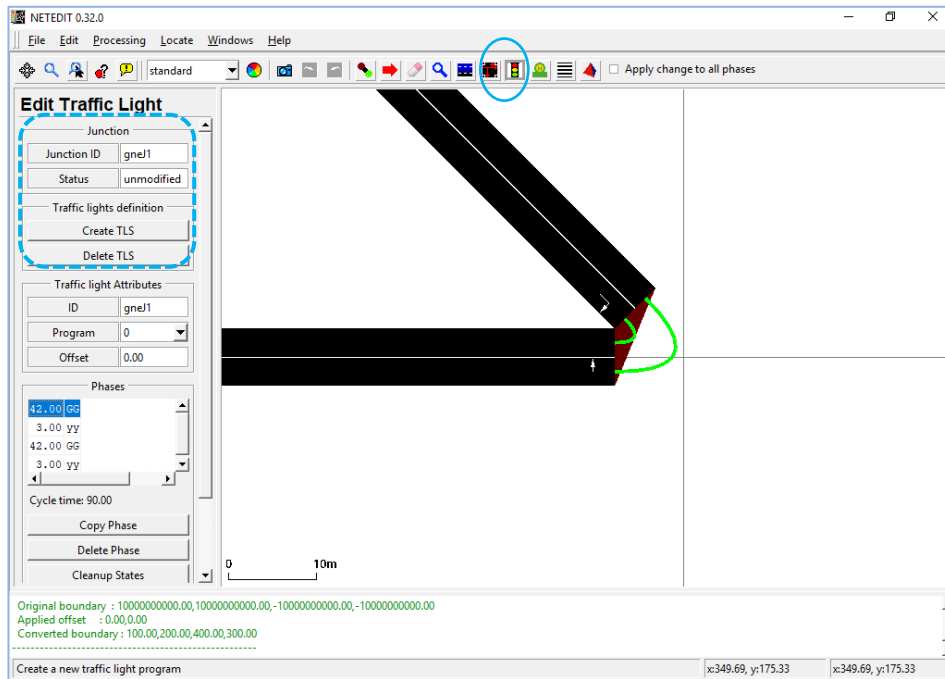 NETEDIT 0.32.0
File Edit Processing Locate Windows Help
standard Apply change to all phases
Edit Traffic Light
Junction
Junction ID gneJ1
Status unmodified
Traffic lights definition
Create TLS
Delete TLS
Traffic light Attributes
ID gneJ1
Program 0
Offset 0.00
Phases
42.00 GG
3.00 yy
42.00 GG
3.00 yy
Cycle time: 90.00
Copy Phase
Delete Phase
Cleanup States
0 10m
Original boundary : 10000000000.00,10000000000.00,-10000000000.00,-10000000000.00
Applied offset : 0.00,0.00
Converted boundary : 100.00,200.00,400.00,300.00
Create a new traffic light program x:349.69, y:175.33 x:349.69, y:175.33